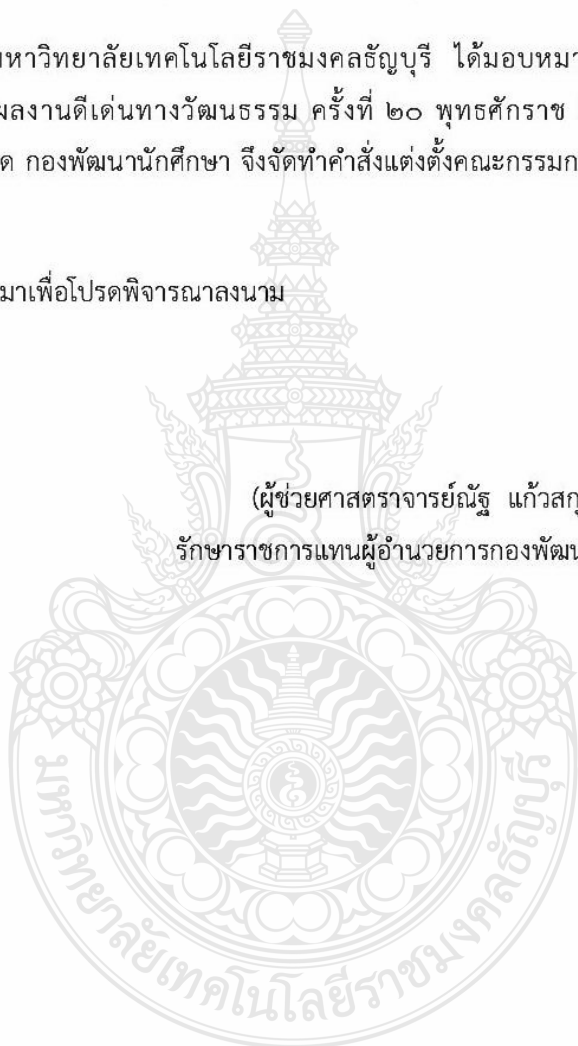 มหาวิทยาลัยเทคโนโลยีราชมงคลธัญบุรี ได้มอบหมา
ผลงานดีเด่นทางวัฒนธรรม ครั้งที่ ๒๐ พุทธศักราช
ด กองพัฒนานักศึกษา จึงจัดทำคำสั่งแต่งตั้งคณะกรรมก
มาเพื่อโปรดพิจารณาลงนาม
(ผู้ช่วยศาสตราจารย์ณัฐ แก้วสกุ
รักษาราชการแทนผู้อำนวยการกองพัฒน
มหาวิทยาลัยเทคโนโลยีราชมงคลธัญบุรี